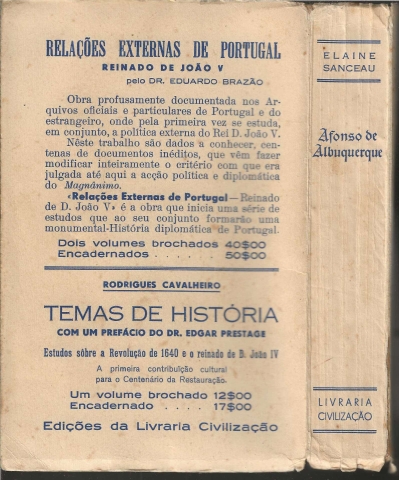 RELAÇÕES EXTERNAS DE PORTUGAL
REINADO DE JOÃO V
pelo DR. EDUARDO BRAZÃO
Obra profusamente documentada nos Ar-
quivos oficiais e particulares de Portugal e do
estrangeiro, onde pela primeira vez se estuda,
em conjunto, a política externa do Rei D. João V.
Nêste trabalho são dados a conhecer, cen-
tenas de documentos inéditos, que vêm fazer
modificar inteiramente o critério com que era
julgada até aqui a acção política e diplomática
do Magnânimo.
«Relações Externas de Portugal — Reinado
de D. João V» é a obra que inicia uma série de
estudos que ao seu conjunto formarão uma
monumental-História diplomática de Portugal.
Dois volumes brochados 40$00
Encadernados . . . . . . 50$00
RODRIGUES CAVALHEIRO
TEMAS DE HISTÓRIA
COM UM PREFÁCIO DO DR. EDGAR PRESTAGE
Estudos sôbre a Revolução de 1640 e o reinado de D. João IV
A primeira contribuïção cultural
para o Centenário da Restauração.
Um volume brochado 12$00
Encadernado . . . . 17$00
Edições da Livraria Civilização
ELAINE
SANCEAU
Afonso de
Albuquerque
LIVRARIA
CIVILIZAÇÃO